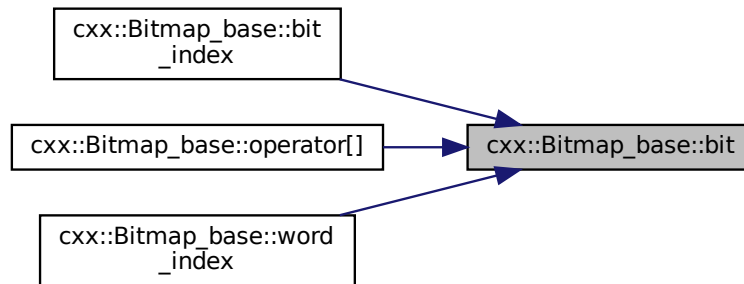 cxx::Bitmap_base::bit
_index
cxx::Bitmap_base::operator[]
cxx::Bitmap_base::bit
cxx::Bitmap_base::word
_index